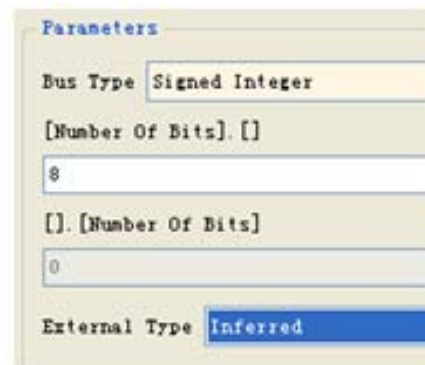 Parameters
Bus Type Signed Integer
[Number Of Bits].[]
8
[].[Number Of Bits]
0
External Type Inferred